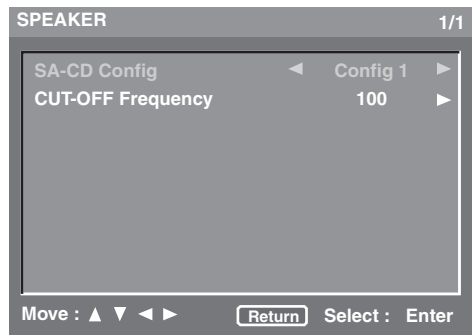 SPEAKER 1/1
SA-CD Config ◄ Config 1 ►
CUT-OFF Frequency 100 ►
Move : ▲ ▼ ◄ ► Return Select : Enter